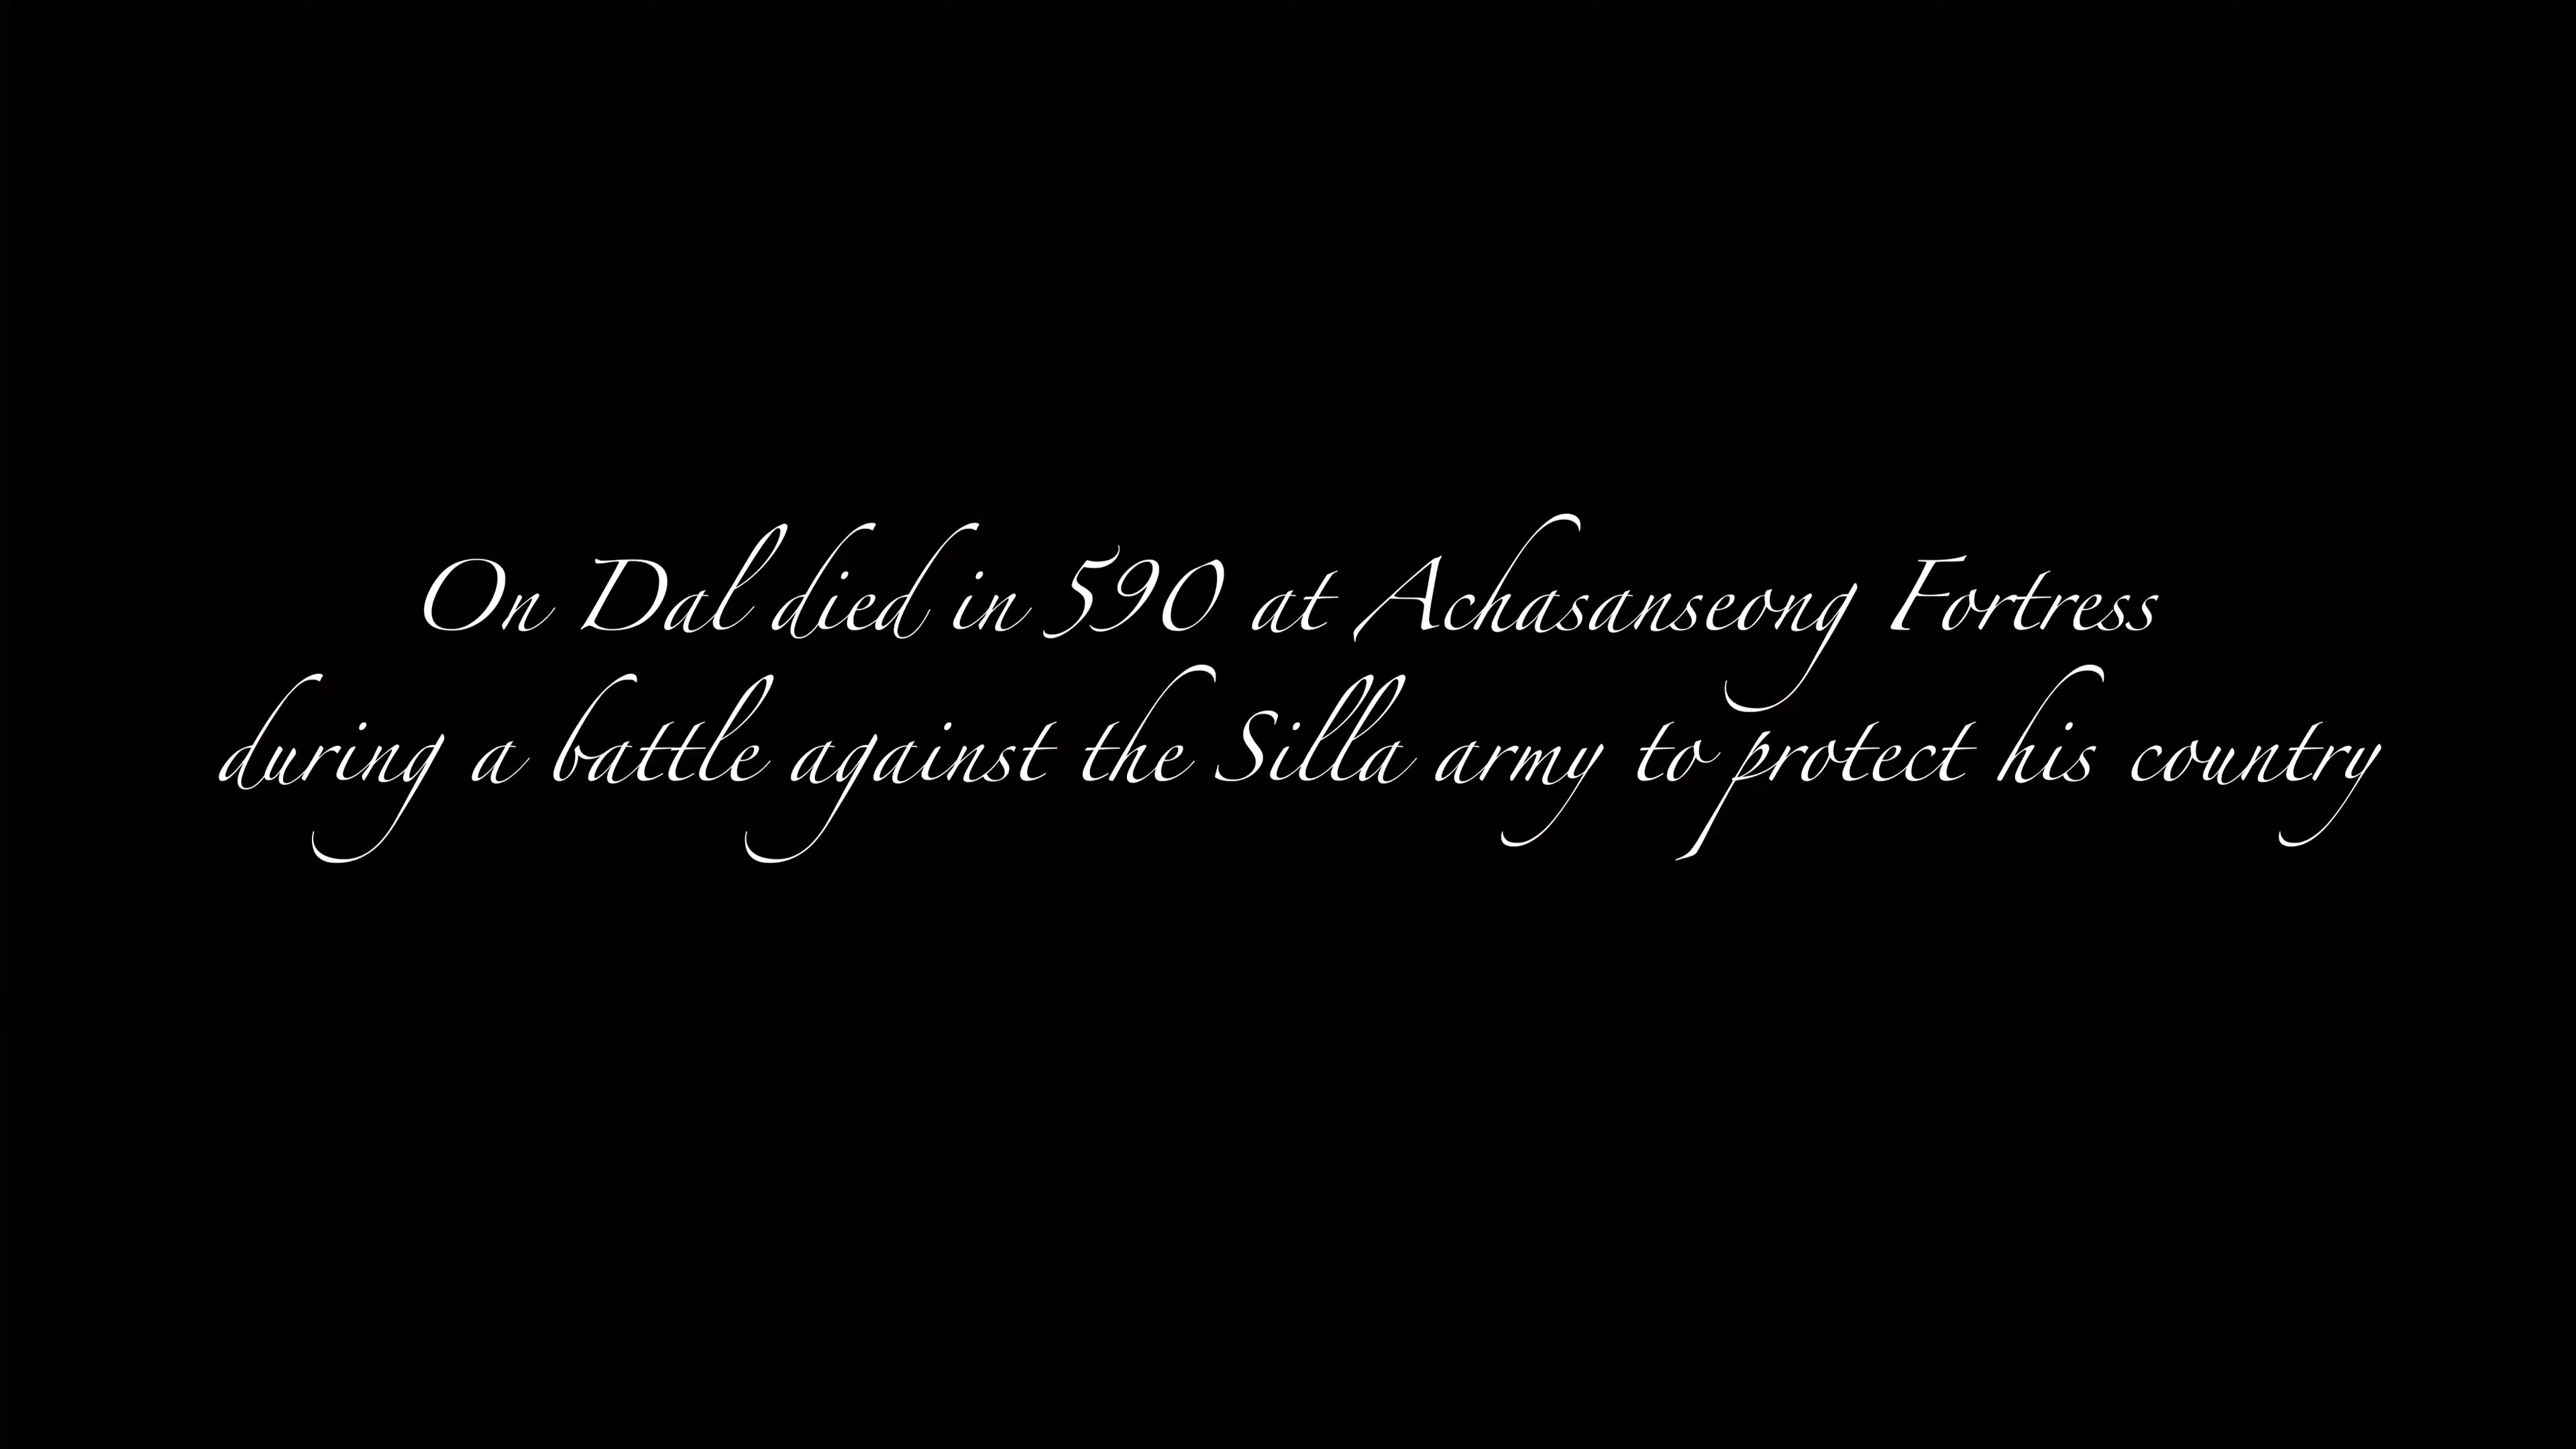 On Dal died in 590 at Achasanseong Fortress
during a battle against the Silla army to protect his country